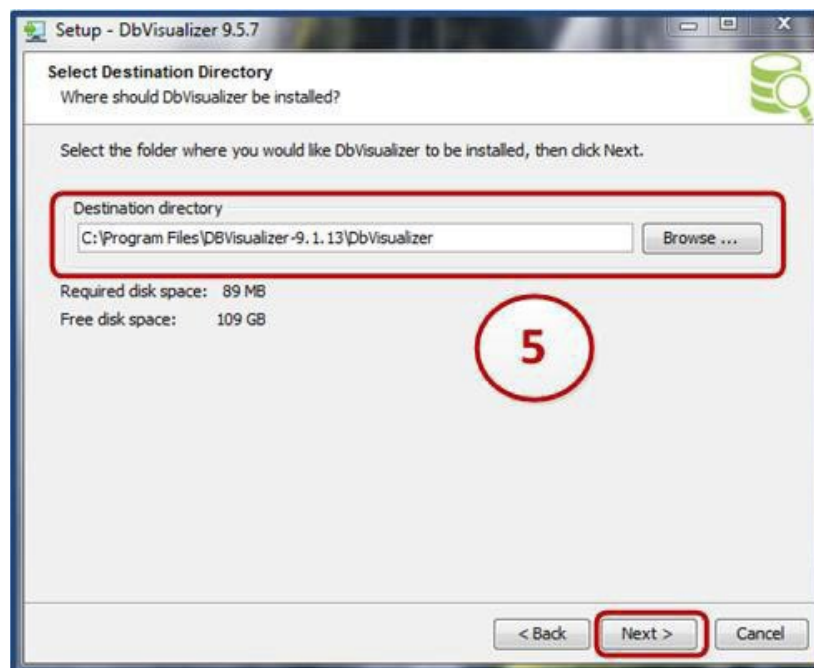 Setup - DbVisualizer 9.5.7
Select Destination Directory
Where should DbVisualizer be installed?
Select the folder where you would like DbVisualizer to be installed, then click Next.
Destination directory
C:\Program Files\DBVisualizer-9.1.13\DbVisualizer
Browse ...
Required disk space: 89 MB
Free disk space: 109 GB
5
< Back Next > Cancel